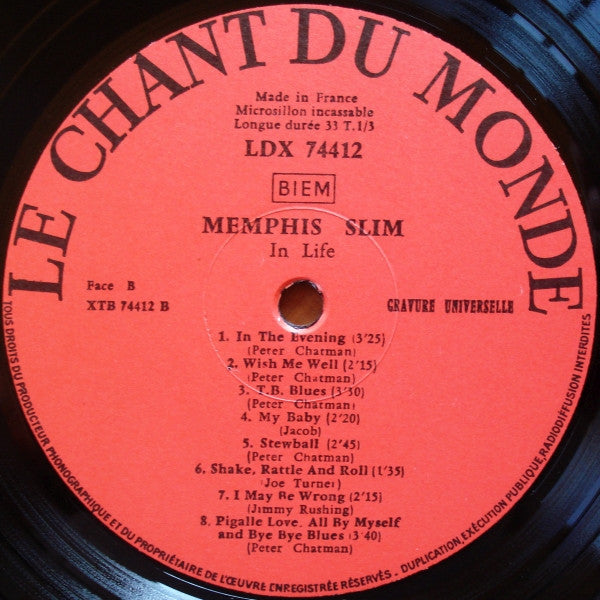 LE CHANT DU MONDE
Made in France
Microsillon incassable
Longue durée 33 T.1/3
LDX 74412
BIEM
MEMPHIS SLIM
In Life
Face B
XTB 74412 B
GRAVURE UNIVERSELLE
1. In The Evening (3'25)
(Peter Chatman)
2. Wish Me Well (2'15)
(Peter Chatman)
3. T.B. Blues (3'30)
(Peter Chatman)
4. My Baby (2'20)
(Jacob)
5. Stewball (2'45)
(Peter Chatman)
6. Shake, Rattle And Roll (1'35)
(Joe Turner)
7. I May Be Wrong (2'15)
(Jimmy Rushing)
8. Pigalle Love, All By Myself
and Bye Bye Blues (3'40)
(Peter Chatman)
TOUS DROITS DU PRODUCTEUR PHONOGRAPHIQUE ET DU PROPRIÉTAIRE DE L'ŒUVRE ENREGISTRÉE RÉSERVÉS - DUPLICATION, EXÉCUTION PUBLIQUE, RADIODIFFUSION INTERDITES